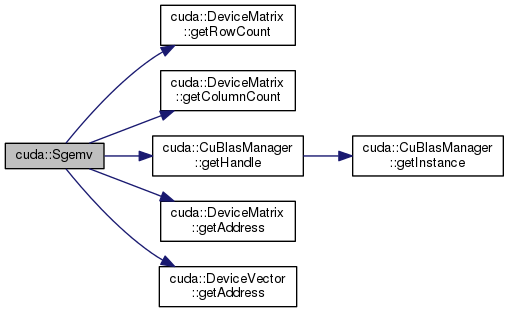 cuda::DeviceMatrix
::getRowCount
cuda::DeviceMatrix
::getColumnCount
cuda::Sgemv
cuda::CuBlasManager
::getHandle
cuda::CuBlasManager
::getInstance
cuda::DeviceMatrix
::getAddress
cuda::DeviceVector
::getAddress